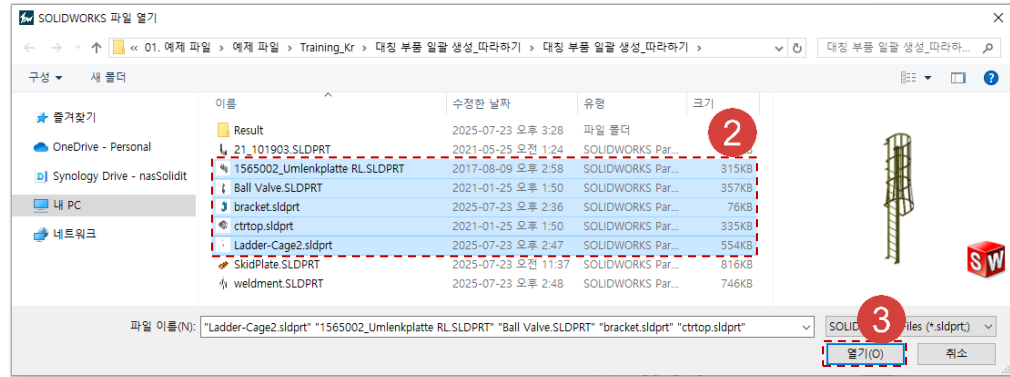 SOLIDWORKS 파일 열기
« 01. 예제 파일 › 예제 파일 › Training_Kr › 대칭 부품 일괄 생성_따라하기 › 대칭 부품 일괄 생성_따라하기 ›
대칭 부품 일괄 생성_따라하...
구성 새 폴더
이름 수정한 날짜 유형 크기
즐겨찾기
OneDrive - Personal
Synology Drive - nasSolidit
내 PC
네트워크
Result 2025-07-23 오후 3:28 파일 폴더
21_101903.SLDPRT 2021-05-25 오전 1:24 SOLIDWORKS Par...
2
1565002_Umlenkplatte RL.SLDPRT 2017-08-09 오후 2:58 SOLIDWORKS Par... 315KB
Ball Valve.SLDPRT 2021-01-25 오후 1:50 SOLIDWORKS Par... 357KB
bracket.sldprt 2025-07-23 오후 2:36 SOLIDWORKS Par... 76KB
ctrtop.sldprt 2021-01-25 오후 1:50 SOLIDWORKS Par... 335KB
Ladder-Cage2.sldprt 2025-07-23 오후 2:47 SOLIDWORKS Par... 554KB
SkidPlate.SLDPRT 2025-07-23 오전 11:37 SOLIDWORKS Par... 816KB
weldment.SLDPRT 2025-07-23 오후 2:48 SOLIDWORKS Par... 746KB
SW
파일 이름(N): "Ladder-Cage2.sldprt" "1565002_Umlenkplatte RL.SLDPRT" "Ball Valve.SLDPRT" "bracket.sldprt" "ctrtop.sldprt"
(*.sldprt;)
3
열기(O) 취소